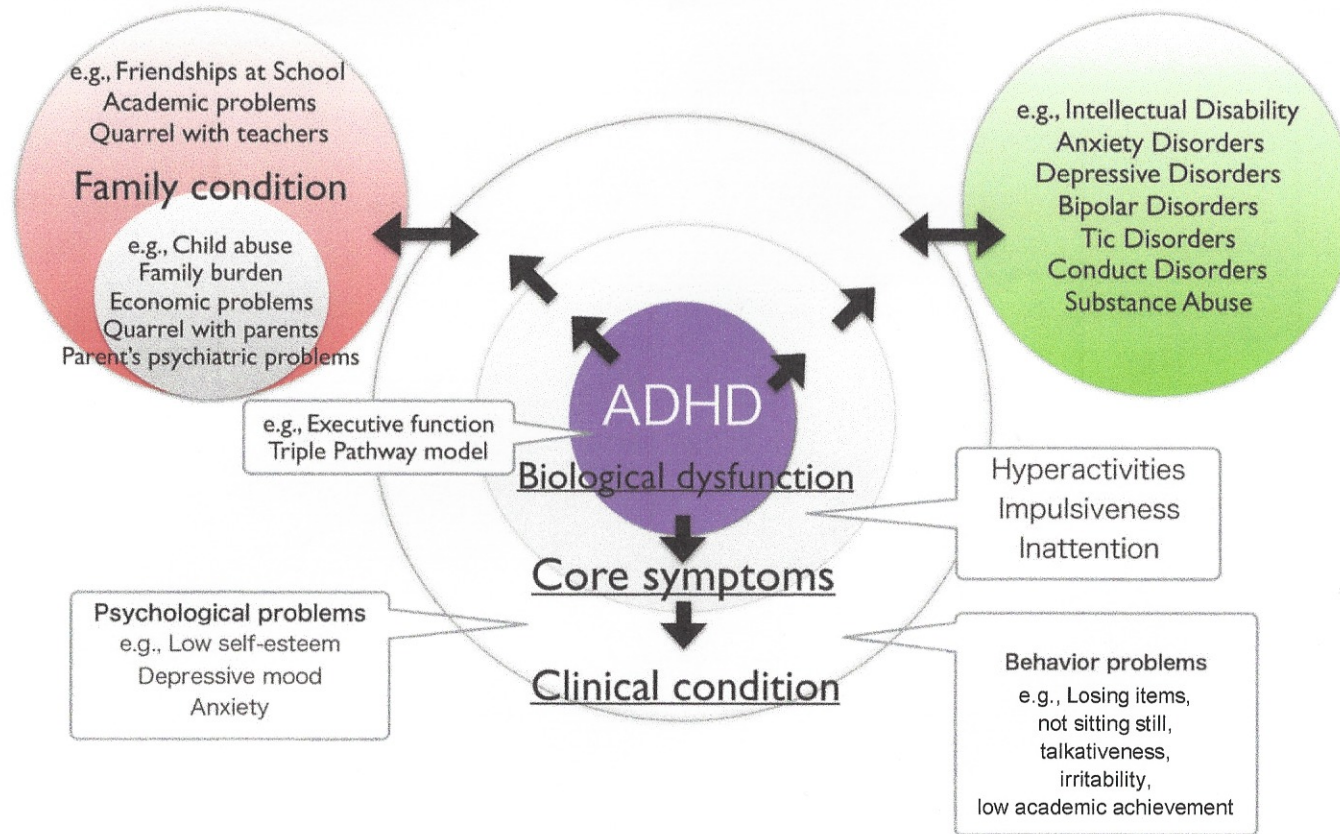 e.g., Friendships at School
Academic problems
Quarrel with teachers
Family condition
e.g., Child abuse
Family burden
Economic problems
Quarrel with parents
Parent's psychiatric problems
e.g., Intellectual Disability
Anxiety Disorders
Depressive Disorders
Bipolar Disorders
Tic Disorders
Conduct Disorders
Substance Abuse
ADHD
e.g., Executive function
Triple Pathway model
Biological dysfunction
Hyperactivities
Impulsiveness
Inattention
Core symptoms
Psychological problems
e.g., Low self-esteem
Depressive mood
Anxiety
Clinical condition
Behavior problems
e.g., Losing items,
not sitting still,
talkativeness,
irritability,
low academic achievement